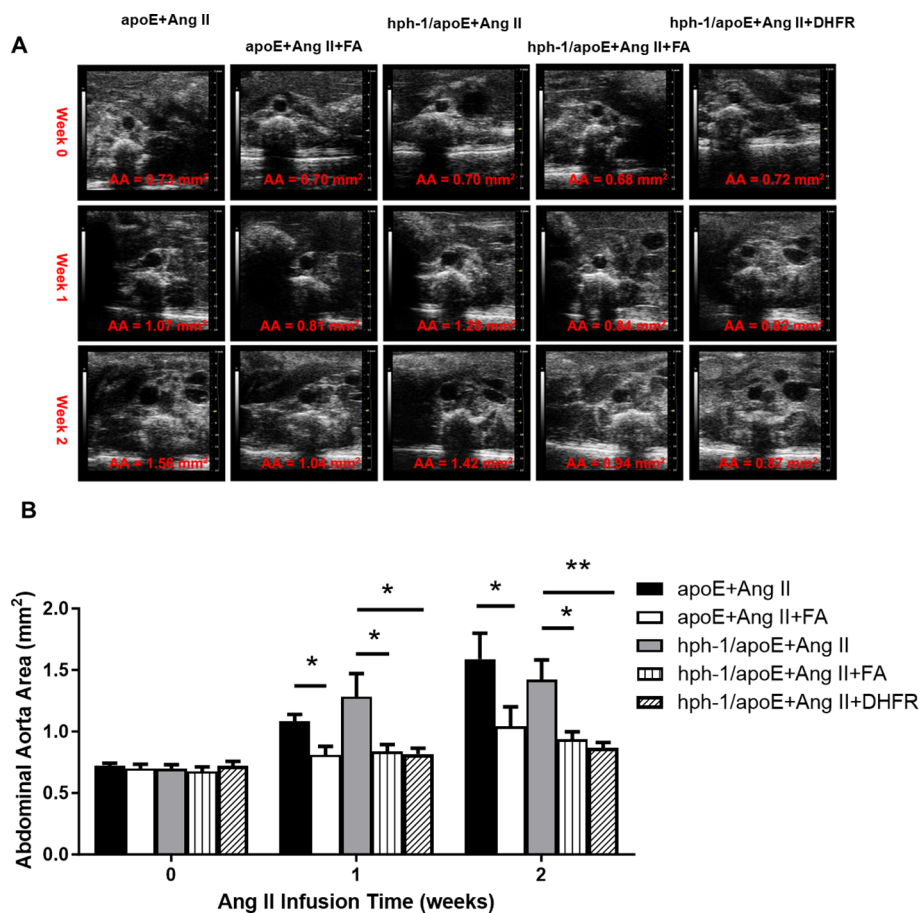 apoE+Ang II
hph-1/apoE+Ang II
hph-1/apoE+Ang II+DHFR
A
apoE+Ang II+FA
hph-1/apoE+Ang II+FA
Week 0
AA = 0.73 mm²
AA = 0.70 mm²
AA = 0.70 mm²
AA = 0.68 mm²
AA = 0.72 mm²
Week 1
AA = 1.07 mm²
AA = 0.81 mm²
AA = 1.28 mm²
AA = 0.84 mm²
AA = 0.82 mm²
Week 2
AA = 1.56 mm²
AA = 1.04 mm²
AA = 1.42 mm²
AA = 0.94 mm²
AA = 0.87 mm²
B
Abdominal Aorta Area (mm²)
2.0
1.5
1.0
0.5
0.0
*
*
*
*
**
*
apoE+Ang II
apoE+Ang II+FA
hph-1/apoE+Ang II
hph-1/apoE+Ang II+FA
hph-1/apoE+Ang II+DHFR
0
1
2
Ang II Infusion Time (weeks)